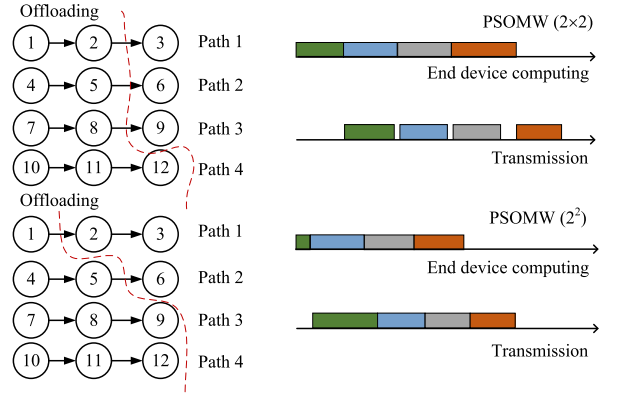 Offloading
1 2 3 Path 1
4 5 6 Path 2
7 8 9 Path 3
10 11 12 Path 4
PSOMW (2×2)
End device computing
Transmission
Offloading
1 2 3 Path 1
4 5 6 Path 2
7 8 9 Path 3
10 11 12 Path 4
PSOMW (2²)
End device computing
Transmission